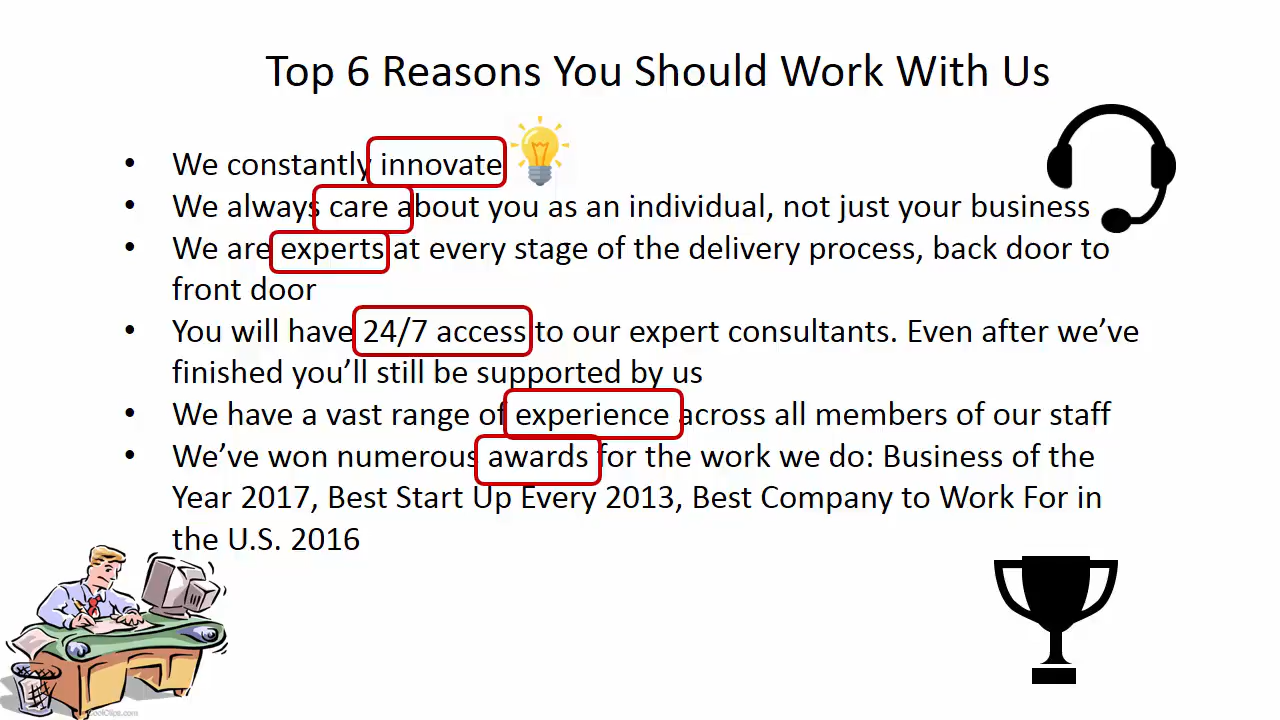 Top 6 Reasons You Should Work With Us
• We constantly innovate
• We always care about you as an individual, not just your business
• We are experts at every stage of the delivery process, back door to
front door
• You will have 24/7 access to our expert consultants. Even after we’ve
finished you’ll still be supported by us
• We have a vast range of experience across all members of our staff
• We’ve won numerous awards for the work we do: Business of the
Year 2017, Best Start Up Every 2013, Best Company to Work For in
the U.S. 2016